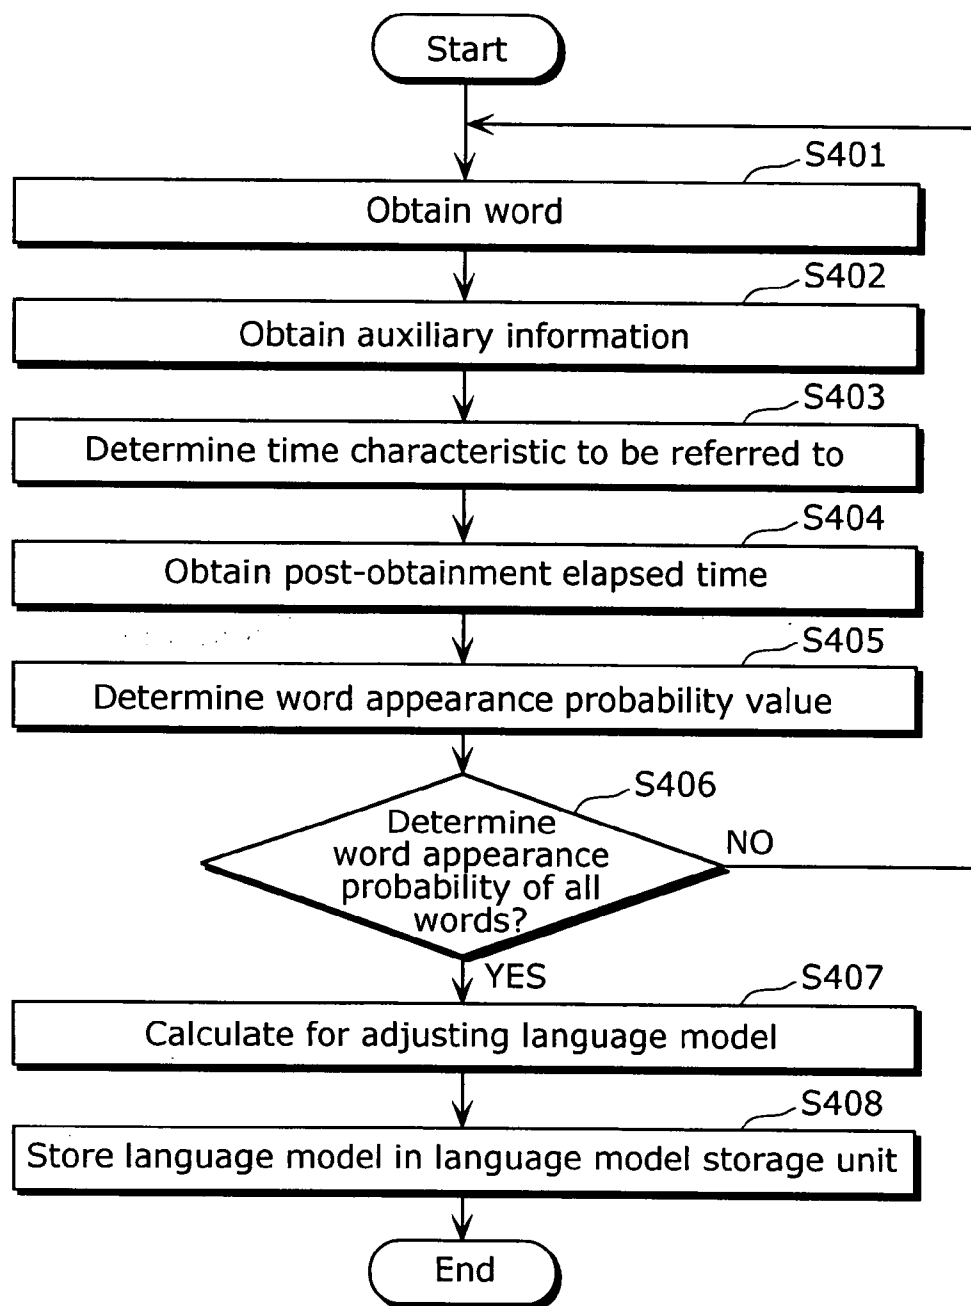 Start
S401
Obtain word
S402
Obtain auxiliary information
S403
Determine time characteristic to be referred to
S404
Obtain post-obtainment elapsed time
S405
Determine word appearance probability value
S406
Determine
word appearance
probability of all
words?
NO
YES
S407
Calculate for adjusting language model
S408
Store language model in language model storage unit
End